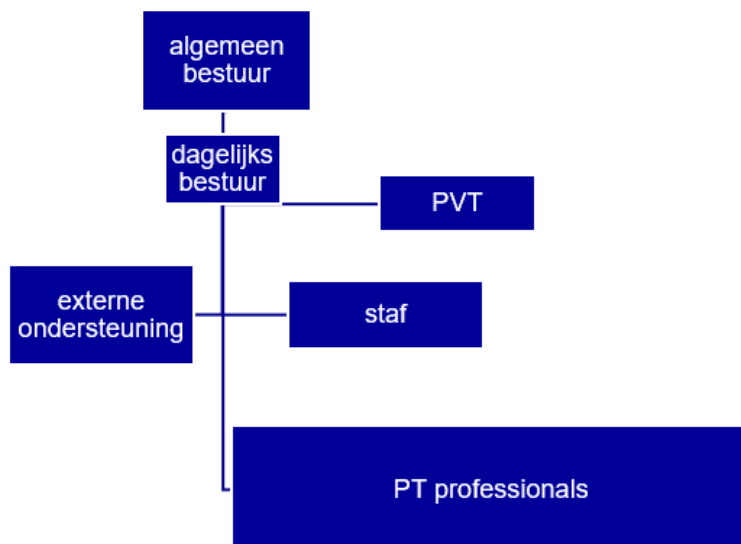 algemeen
bestuur
dagelijks
bestuur
PVT
externe
ondersteuning
staf
PT professionals